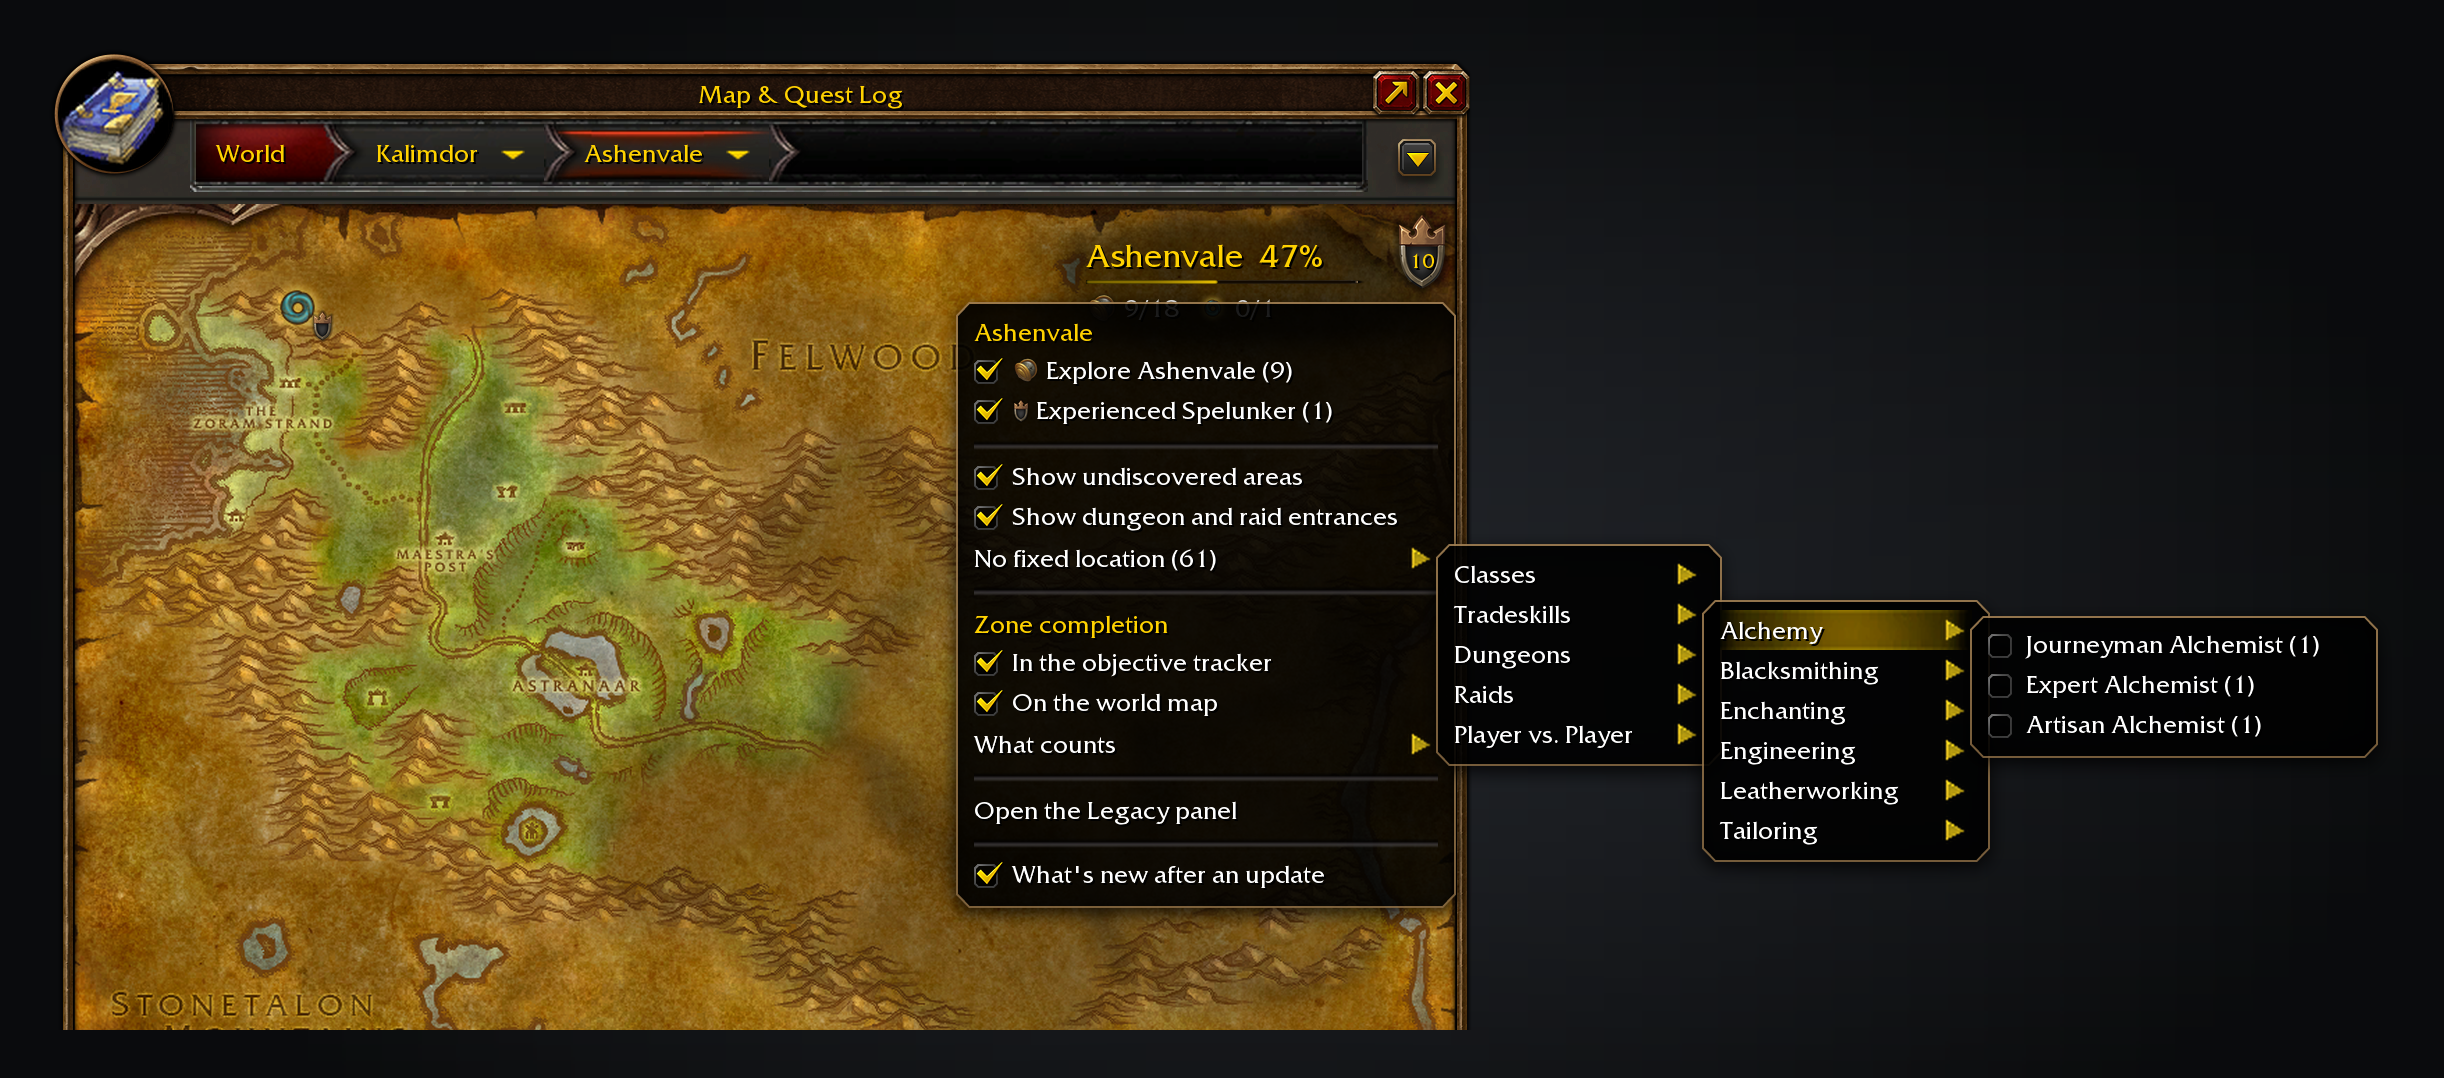 Map & Quest Log
World
Kalimdor
Ashenvale
Ashenvale 47%
10
9/18 0/1
FELWOOD
THE
ZORAM STRAND
MAESTRA'S
POST
ASTRANAAR
STONETALON
Ashenvale
Explore Ashenvale (9)
Experienced Spelunker (1)
Show undiscovered areas
Show dungeon and raid entrances
No fixed location (61)
Zone completion
In the objective tracker
On the world map
What counts
Open the Legacy panel
What's new after an update
Classes
Tradeskills
Dungeons
Raids
Player vs. Player
Alchemy
Blacksmithing
Enchanting
Engineering
Leatherworking
Tailoring
Journeyman Alchemist (1)
Expert Alchemist (1)
Artisan Alchemist (1)